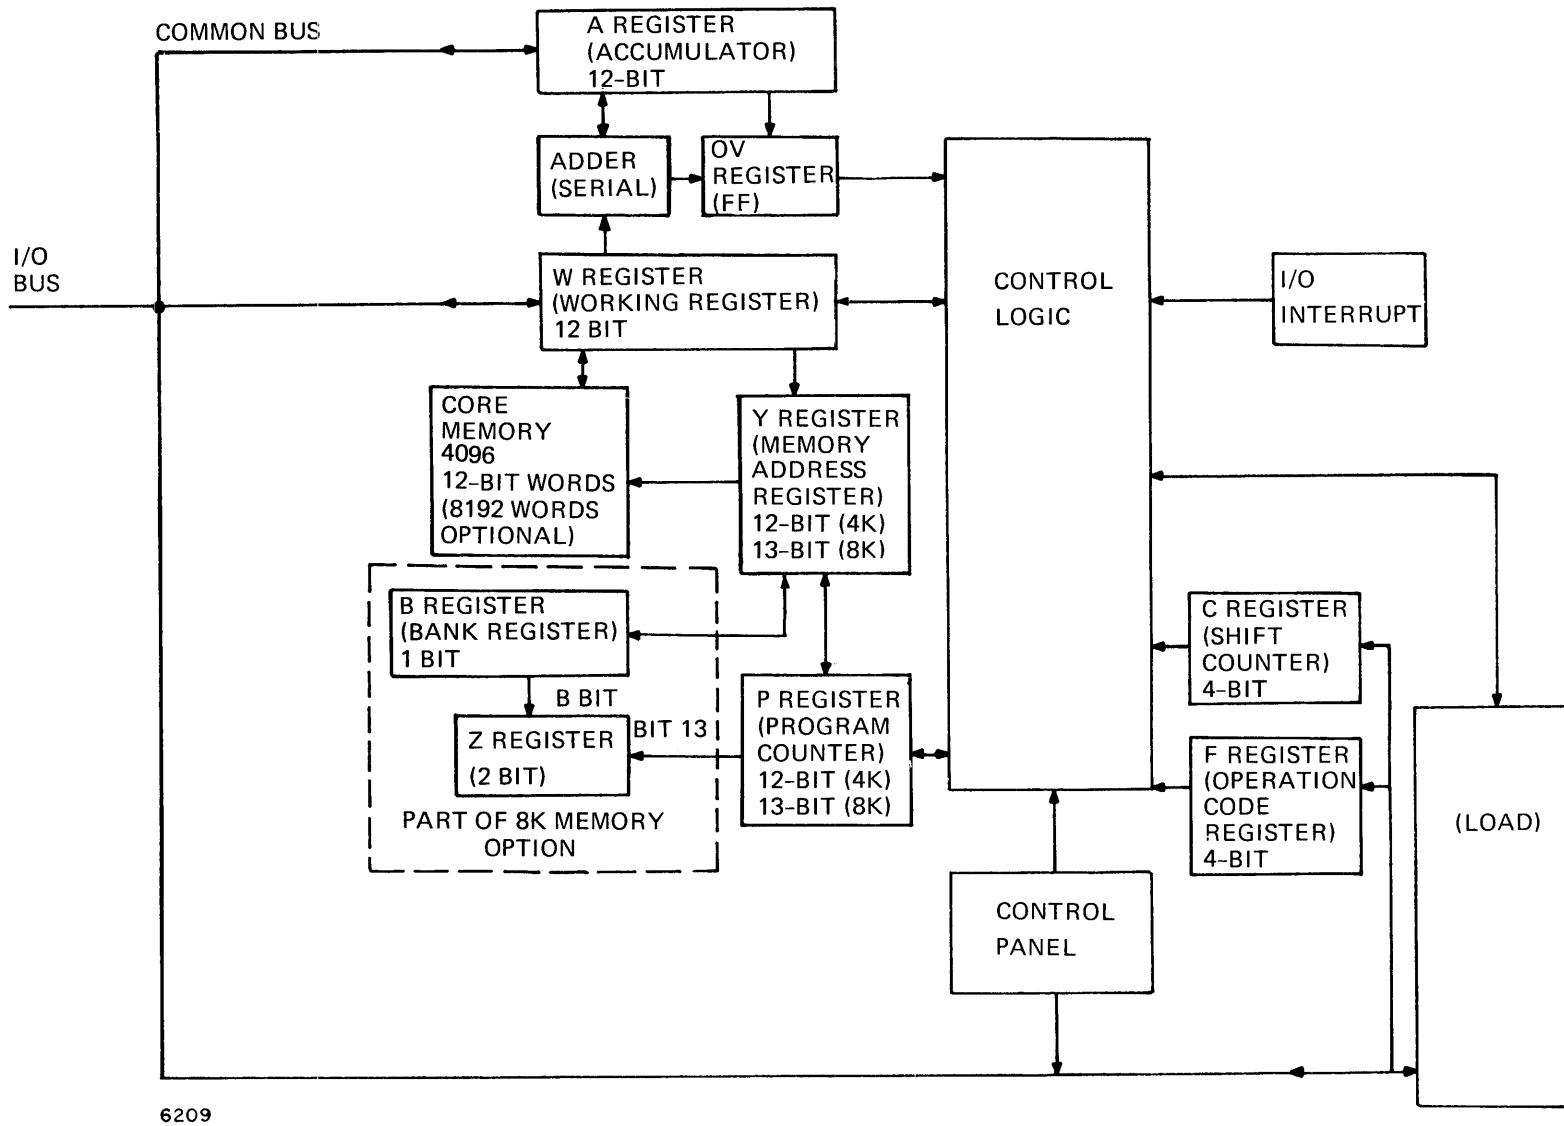 COMMON BUS
A REGISTER
(ACCUMULATOR)
12-BIT
ADDER
(SERIAL)
OV
REGISTER
(FF)
I/O
BUS
W REGISTER
(WORKING REGISTER)
12 BIT
CONTROL
LOGIC
I/O
INTERRUPT
CORE
MEMORY
4096
12-BIT WORDS
(8192 WORDS
OPTIONAL)
Y REGISTER
(MEMORY
ADDRESS
REGISTER)
12-BIT (4K)
13-BIT (8K)
B REGISTER
(BANK REGISTER)
1 BIT
B BIT
Z REGISTER
(2 BIT)
BIT 13
PART OF 8K MEMORY
OPTION
P REGISTER
(PROGRAM
COUNTER)
12-BIT (4K)
13-BIT (8K)
C REGISTER
(SHIFT
COUNTER)
4-BIT
F REGISTER
(OPERATION
CODE
REGISTER)
4-BIT
(LOAD)
CONTROL
PANEL
6209